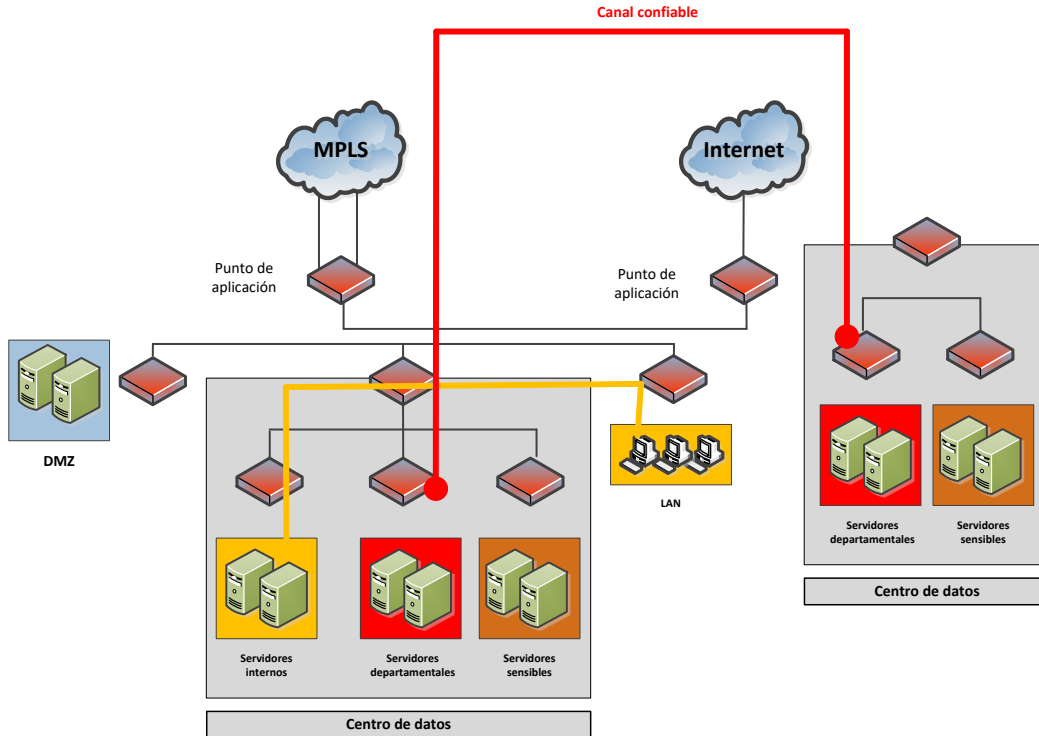 Canal confiable
MPLS
Internet
Punto de
aplicación
Punto de
aplicación
DMZ
LAN
Servidores
departamentales
Servidores
sensibles
Centro de datos
Servidores
internos
Servidores
departamentales
Servidores
sensibles
Centro de datos